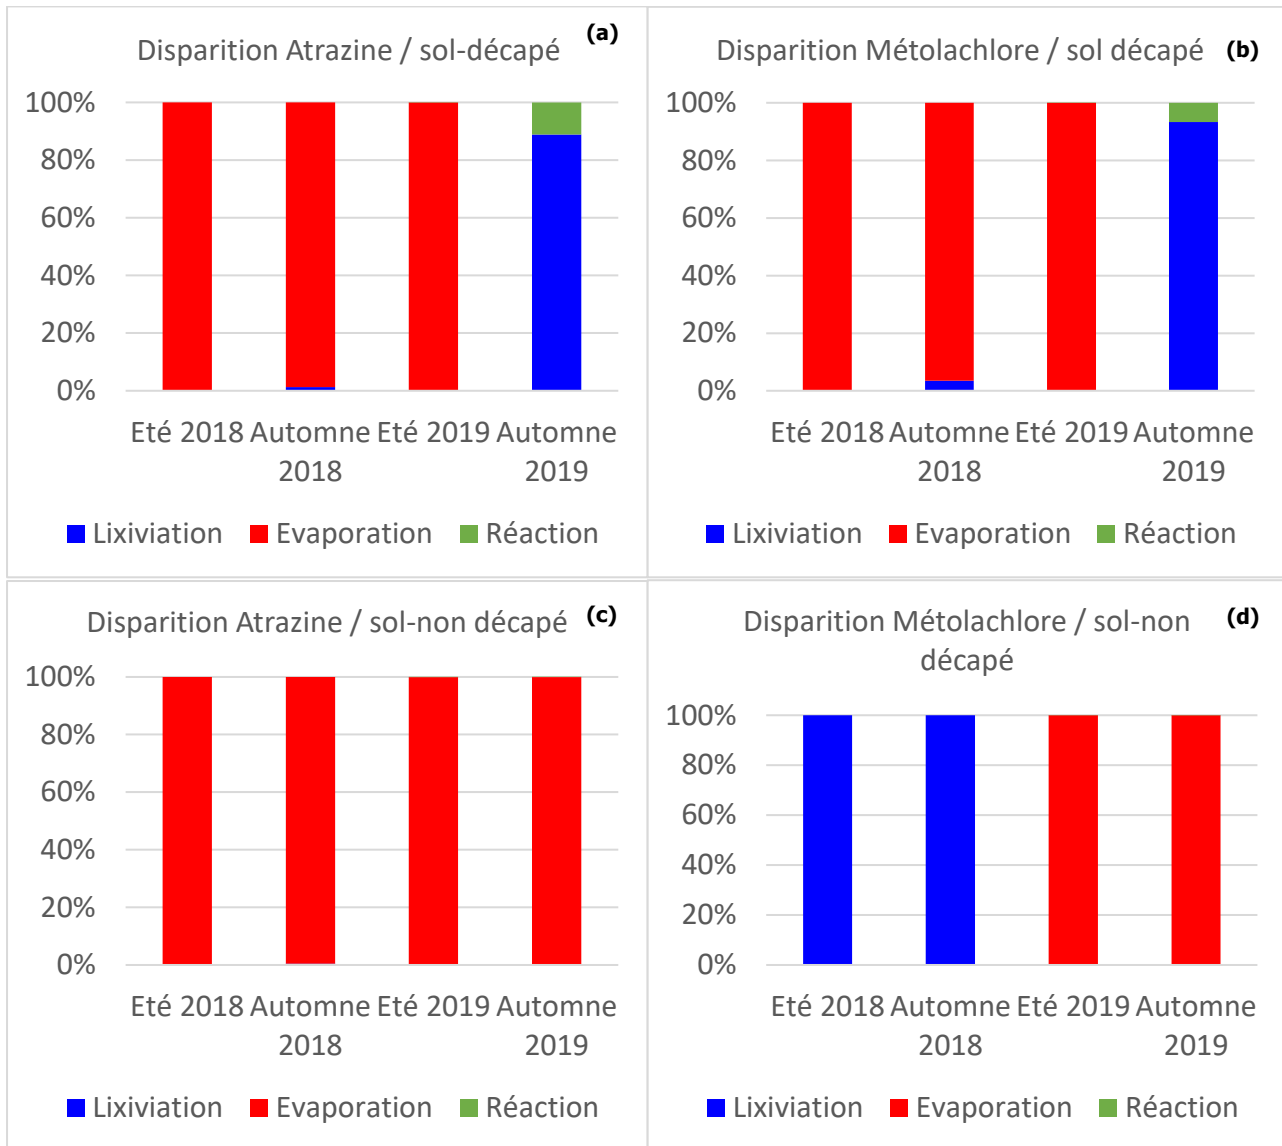 Disparition Atrazine / sol-décapé (a)
100%
80%
60%
40%
20%
0%
Eté 2018 Automne 2018 Eté 2019 Automne 2019
Lixiviation Evaporation Réaction
Disparition Métolachlore / sol décapé (b)
100%
80%
60%
40%
20%
0%
Eté 2018 Automne 2018 Eté 2019 Automne 2019
Lixiviation Evaporation Réaction
Disparition Atrazine / sol-non décapé (c)
100%
80%
60%
40%
20%
0%
Eté 2018 Automne 2018 Eté 2019 Automne 2019
Lixiviation Evaporation Réaction
Disparition Métolachlore / sol-non (d)
décapé
100%
80%
60%
40%
20%
0%
Eté 2018 Automne 2018 Eté 2019 Automne 2019
Lixiviation Evaporation Réaction